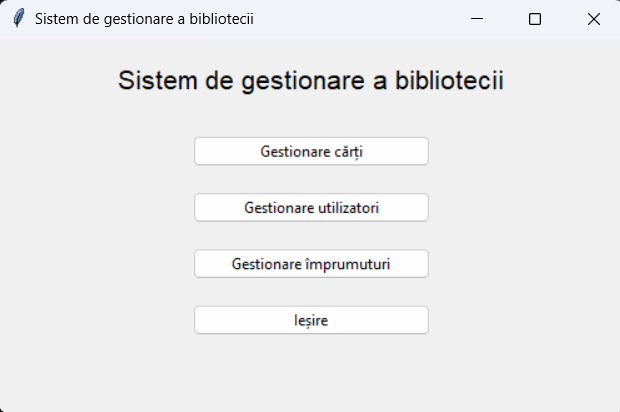 Sistem de gestionare a bibliotecii
Sistem de gestionare a bibliotecii
Gestionare cărți
Gestionare utilizatori
Gestionare împrumuturi
Ieșire